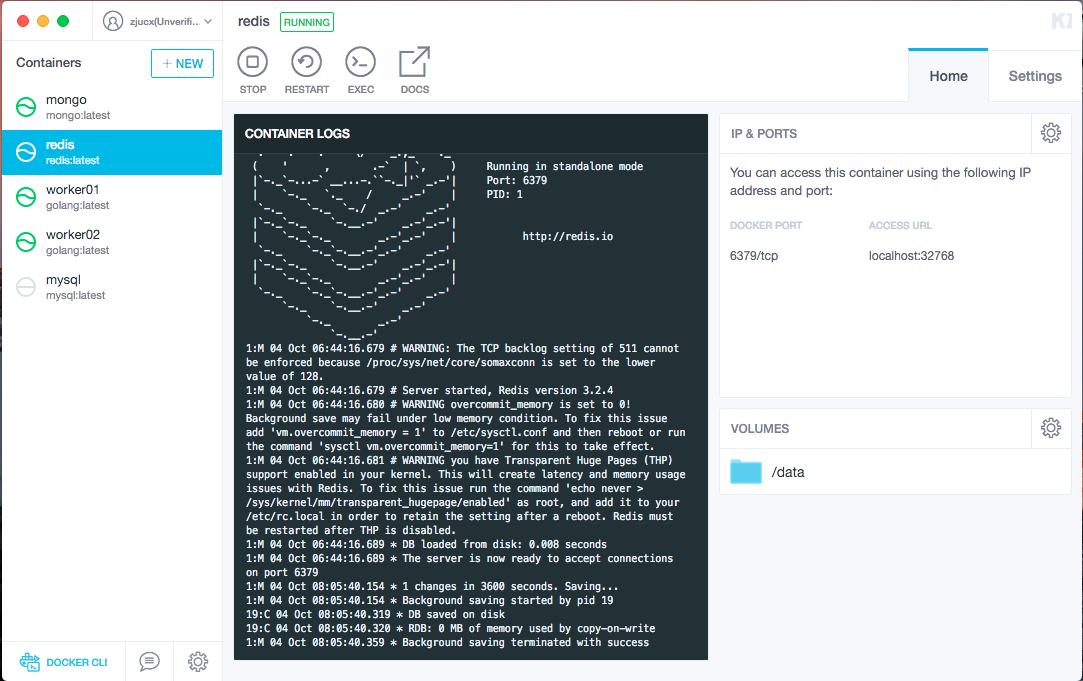 zjucx(Unverifi...
redis RUNNING
Containers
+ NEW
STOP RESTART EXEC DOCS
Home Settings
mongo
mongo:latest
redis
redis:latest
worker01
golang:latest
worker02
golang:latest
mysql
mysql:latest
CONTAINER LOGS
Running in standalone mode
Port: 6379
PID: 1
http://redis.io
1:M 04 Oct 06:44:16.679 # WARNING: The TCP backlog setting of 511 cannot
be enforced because /proc/sys/net/core/somaxconn is set to the lower
value of 128.
1:M 04 Oct 06:44:16.679 # Server started, Redis version 3.2.4
1:M 04 Oct 06:44:16.680 # WARNING overcommit_memory is set to 0!
Background save may fail under low memory condition. To fix this issue
add 'vm.overcommit_memory = 1' to /etc/sysctl.conf and then reboot or run
the command 'sysctl vm.overcommit_memory=1' for this to take effect.
1:M 04 Oct 06:44:16.681 # WARNING you have Transparent Huge Pages (THP)
support enabled in your kernel. This will create latency and memory usage
issues with Redis. To fix this issue run the command 'echo never >
/sys/kernel/mm/transparent_hugepage/enabled' as root, and add it to your
/etc/rc.local in order to retain the setting after a reboot. Redis must
be restarted after THP is disabled.
1:M 04 Oct 06:44:16.689 * DB loaded from disk: 0.008 seconds
1:M 04 Oct 06:44:16.689 * The server is now ready to accept connections
on port 6379
1:M 04 Oct 08:05:40.154 * 1 changes in 3600 seconds. Saving...
1:M 04 Oct 08:05:40.154 * Background saving started by pid 19
19:C 04 Oct 08:05:40.319 * DB saved on disk
19:C 04 Oct 08:05:40.320 * RDB: 0 MB of memory used by copy-on-write
1:M 04 Oct 08:05:40.359 * Background saving terminated with success
IP & PORTS
You can access this container using the following IP
address and port:
DOCKER PORT ACCESS URL
6379/tcp localhost:32768
VOLUMES
/data
DOCKER CLI